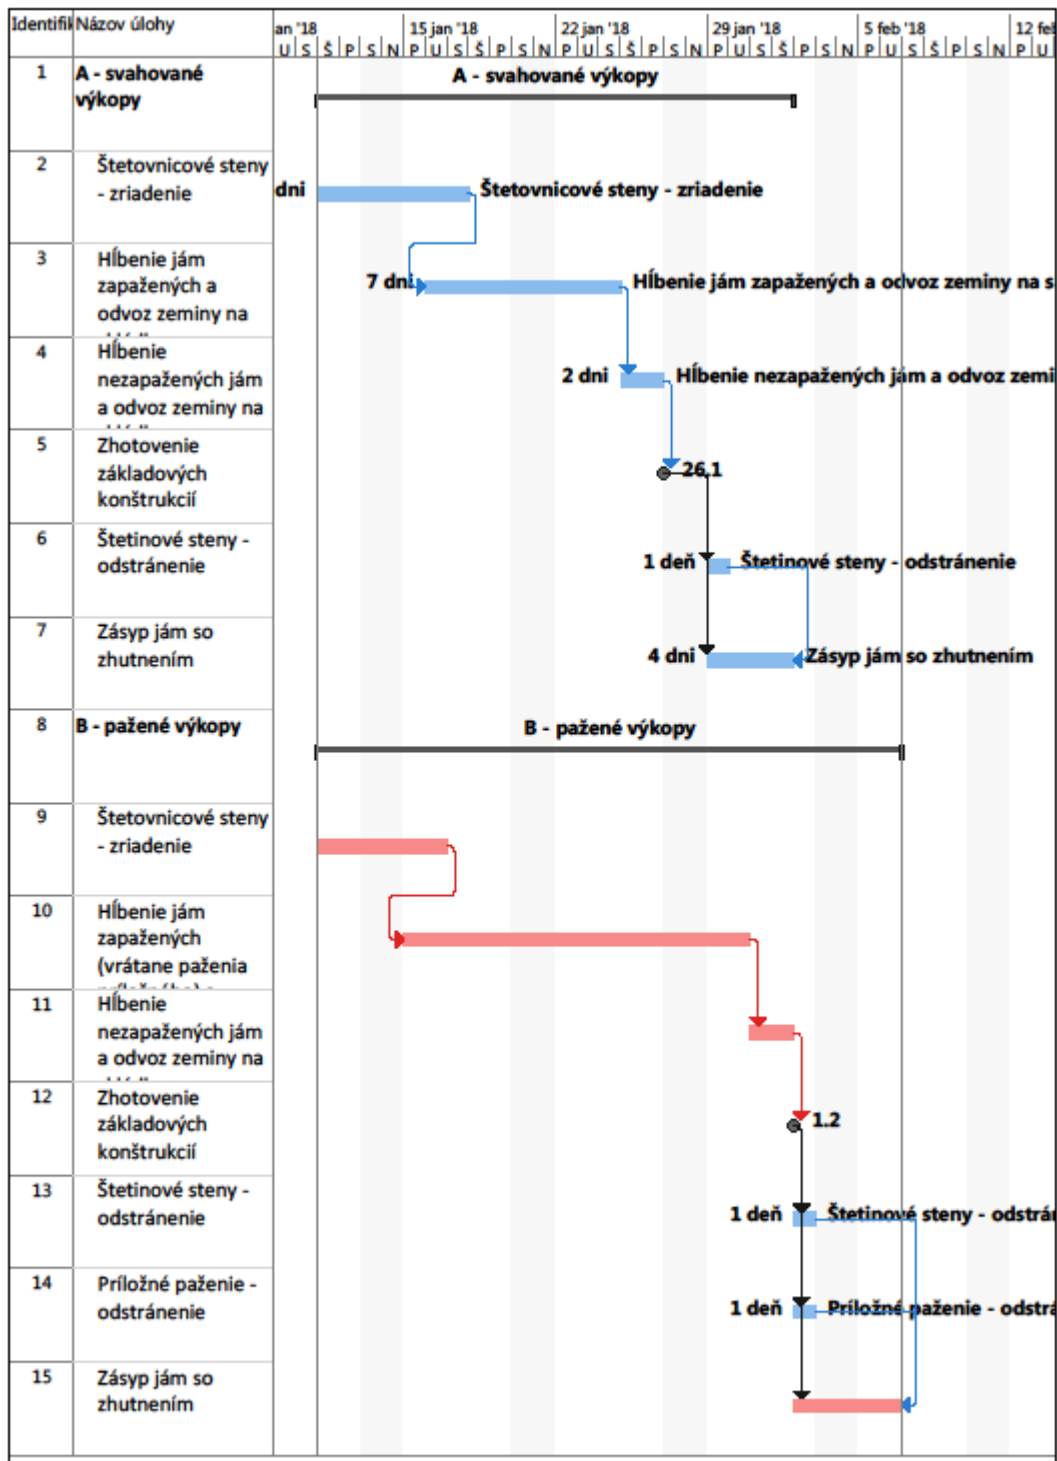 Identifik Názov úlohy
an '18 15 jan '18 22 jan '18 29 jan '18 5 feb '18 12 fe
U S Š P S N P U S Š P S N P U S Š P S N P U S Š P S N P U S Š P S N P U
1 A - svahované
výkopy
A - svahované výkopy
2 Štetovnicové steny
- zriadenie
dni Štetovnicové steny - zriadenie
3 Hĺbenie jám
zapažených a
odvoz zeminy na
7 dni Hĺbenie jám zapažených a odvoz zeminy na s
4 Hĺbenie
nezapažených jám
a odvoz zeminy na
2 dni Hĺbenie nezapažených jám a odvoz zemi
5 Zhotovenie
základových
konštrukcií
26.1
6 Štetinové steny -
odstránenie
1 deň Štetinové steny - odstránenie
7 Zásyp jám so
zhutnením
4 dni Zásyp jám so zhutnením
8 B - pažené výkopy
B - pažené výkopy
9 Štetovnicové steny
- zriadenie
10 Hĺbenie jám
zapažených
(vrátane paženia
11 Hĺbenie
nezapažených jám
a odvoz zeminy na
12 Zhotovenie
základových
konštrukcií
1.2
13 Štetinové steny -
odstránenie
1 deň Štetinové steny - odstrán
14 Príložné paženie -
odstránenie
1 deň Príložné paženie - odstrá
15 Zásyp jám so
zhutnením